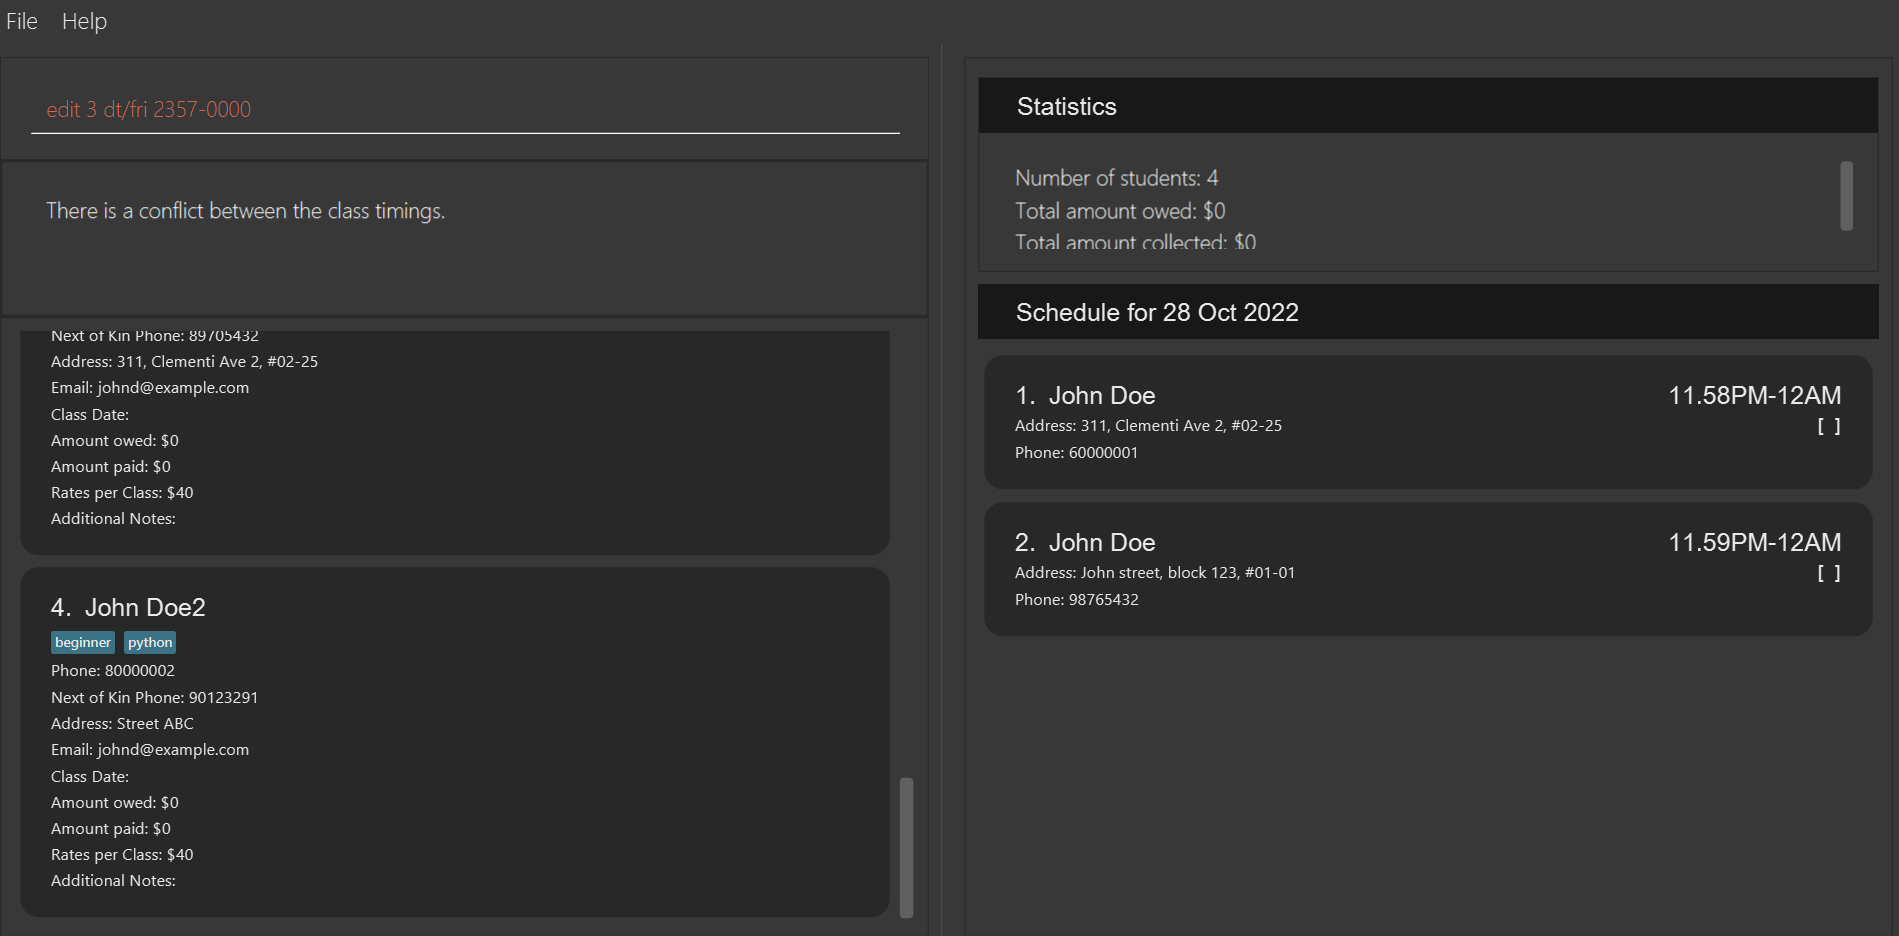 File Help
edit 3 dt/fri 2357-0000
There is a conflict between the class timings.
Next of Kin Phone: 89705432
Address: 311, Clementi Ave 2, #02-25
Email: johnd@example.com
Class Date:
Amount owed: $0
Amount paid: $0
Rates per Class: $40
Additional Notes:
4. John Doe2
beginner python
Phone: 80000002
Next of Kin Phone: 90123291
Address: Street ABC
Email: johnd@example.com
Class Date:
Amount owed: $0
Amount paid: $0
Rates per Class: $40
Additional Notes:
Statistics
Number of students: 4
Total amount owed: $0
Total amount collected: $0
Schedule for 28 Oct 2022
1. John Doe 11.58PM-12AM
Address: 311, Clementi Ave 2, #02-25 [ ]
Phone: 60000001
2. John Doe 11.59PM-12AM
Address: John street, block 123, #01-01 [ ]
Phone: 98765432